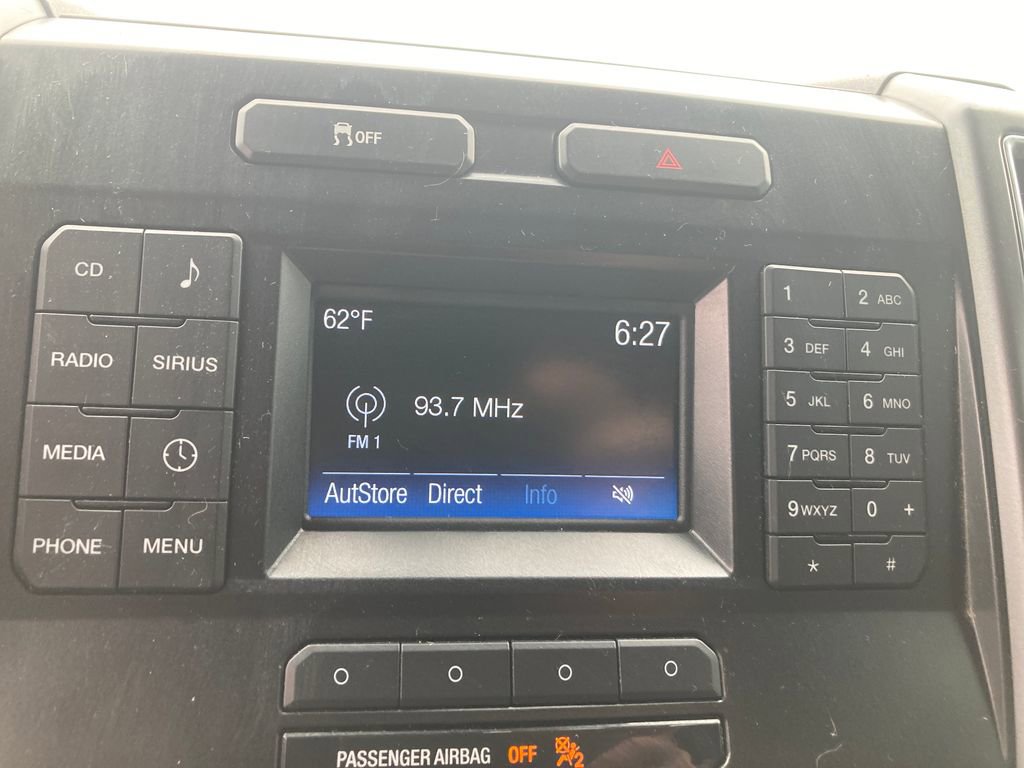 OFF
CD
RADIO SIRIUS
MEDIA
PHONE MENU
62°F 6:27
93.7 MHz
FM 1
AutStore Direct Info
1 2 ABC
3 DEF 4 GHI
5 JKL 6 MNO
7 PQRS 8 TUV
9 WXYZ 0 +
* #
PASSENGER AIRBAG OFF 2